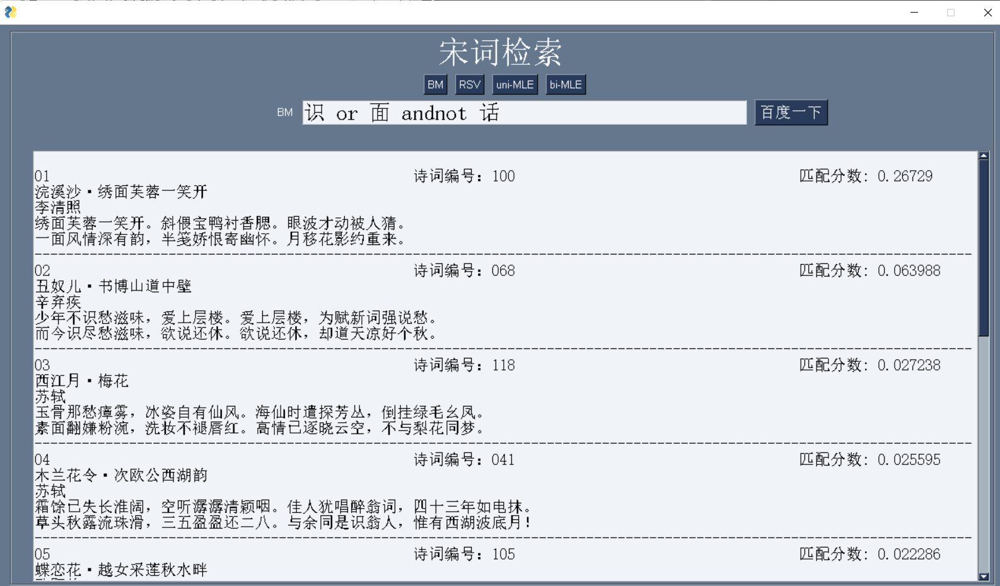 宋词检索
BM RSV uni-MLE bi-MLE
BM 识 or 面 andnot 话 百度一下
01 诗词编号：100 匹配分数: 0.26729
浣溪沙·绣面芙蓉一笑开
李清照
绣面芙蓉一笑开。斜偎宝鸭衬香腮。眼波才动被人猜。
一面风情深有韵，半笺娇恨寄幽怀。月移花影约重来。
02 诗词编号：068 匹配分数: 0.063988
丑奴儿·书博山道中壁
辛弃疾
少年不识愁滋味，爱上层楼。爱上层楼，为赋新词强说愁。
而今识尽愁滋味，欲说还休。欲说还休，却道天凉好个秋。
03 诗词编号：118 匹配分数: 0.027238
西江月·梅花
苏轼
玉骨那愁瘴雾，冰姿自有仙风。海仙时遣探芳丛，倒挂绿毛幺凤。
素面翻嫌粉涴，洗妆不褪唇红。高情已逐晓云空，不与梨花同梦。
04 诗词编号：041 匹配分数: 0.025595
木兰花令·次欧公西湖韵
苏轼
霜馀已失长淮阔，空听潺潺清颖咽。佳人犹唱醉翁词，四十三年如电抹。
草头秋露流珠滑，三五盈盈还二八。与余同是识翁人，惟有西湖波底月！
05 诗词编号：105 匹配分数: 0.022286
蝶恋花·越女采莲秋水畔